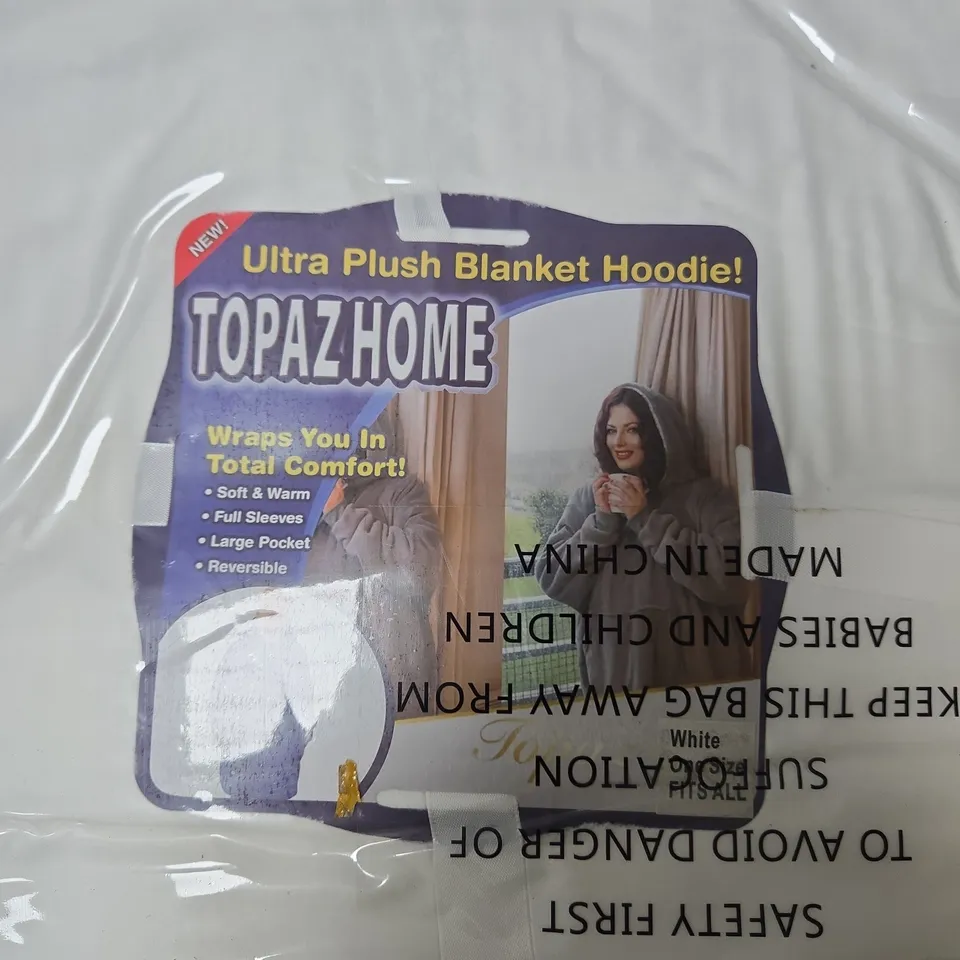 NEW!
Ultra Plush Blanket Hoodie!
TOPAZ HOME
Wraps You In
Total Comfort!
• Soft & Warm
• Full Sleeves
• Large Pocket
• Reversible
White
One Size
FITS ALL
SAFETY FIRST
TO AVOID DANGER OF
SUFFOCATION
KEEP THIS BAG AWAY FROM
BABIES AND CHILDREN
MADE IN CHINA